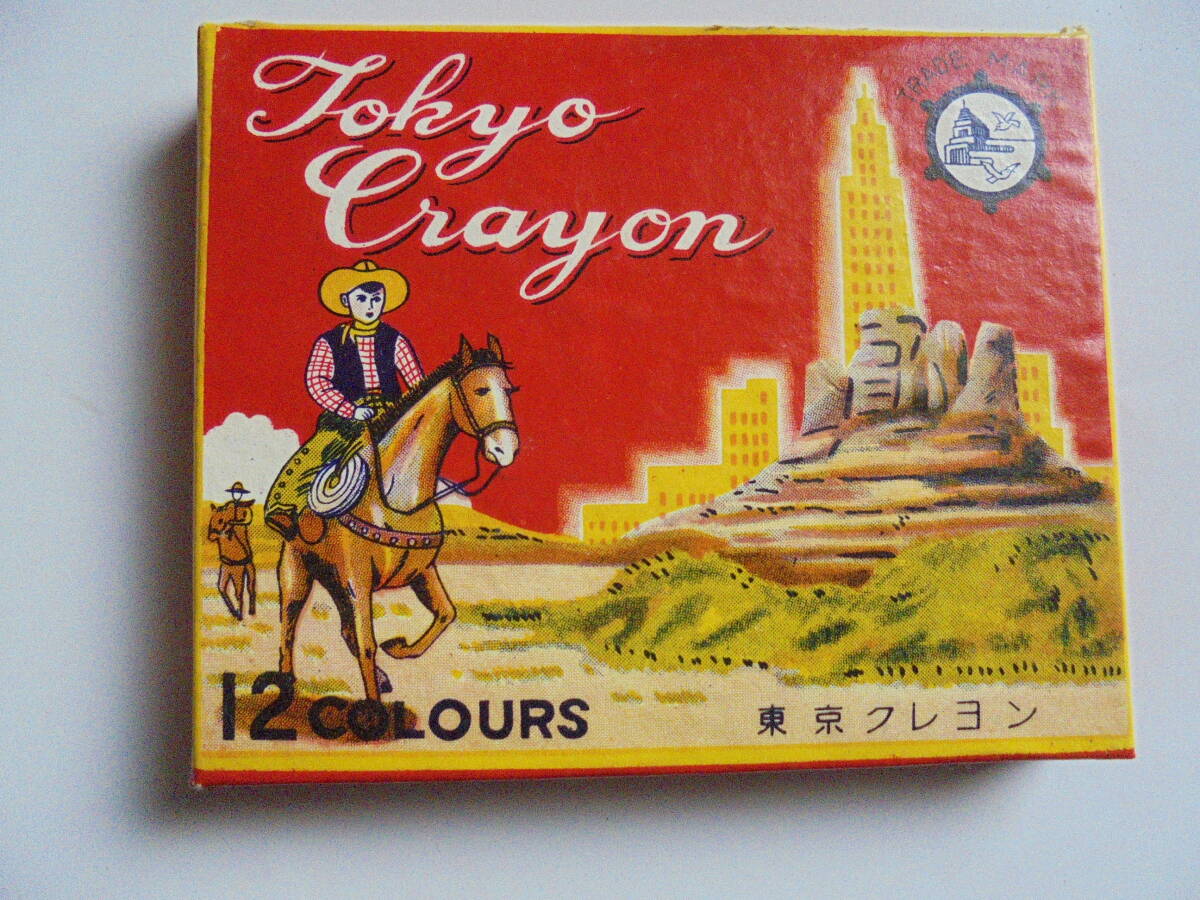 Tokyo
Crayon
TRADE MARK
12 COLOURS
東京クレヨン